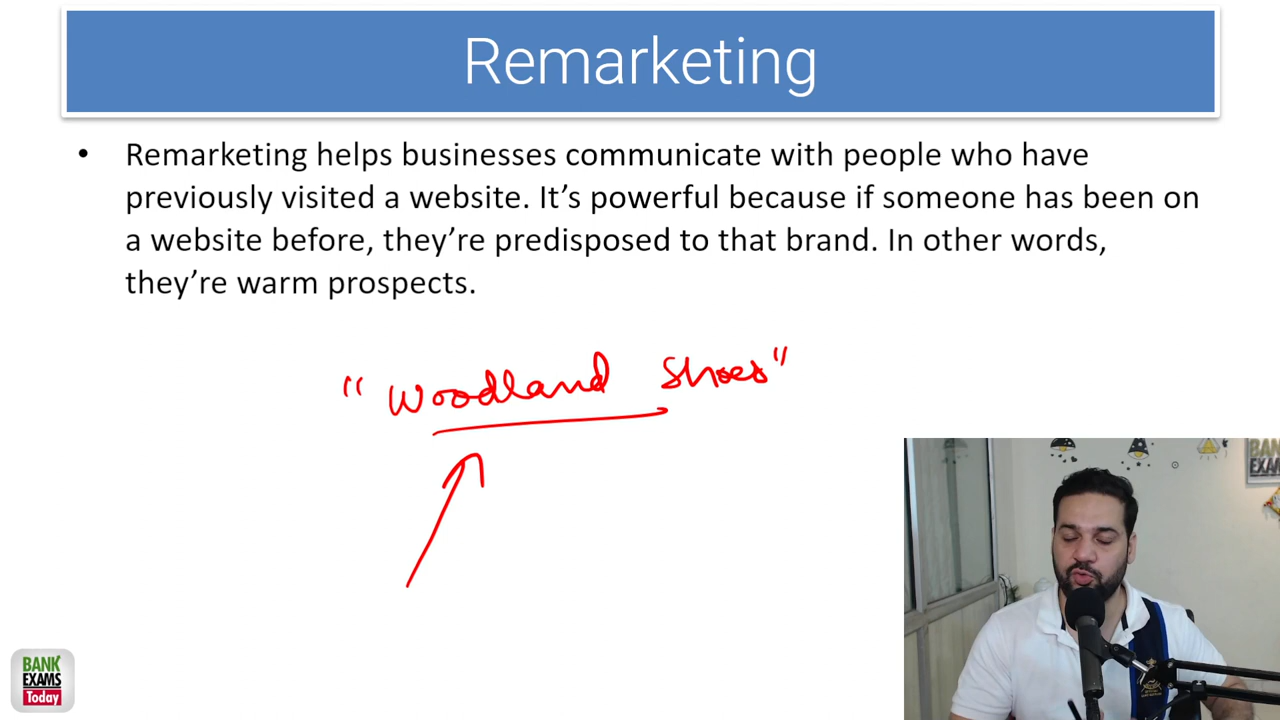 Remarketing
• Remarketing helps businesses communicate with people who have
previously visited a website. It’s powerful because if someone has been on
a website before, they’re predisposed to that brand. In other words,
they’re warm prospects.
"Woodland Shoes"
BANK
EXAMS
Today
BANK
EXAM